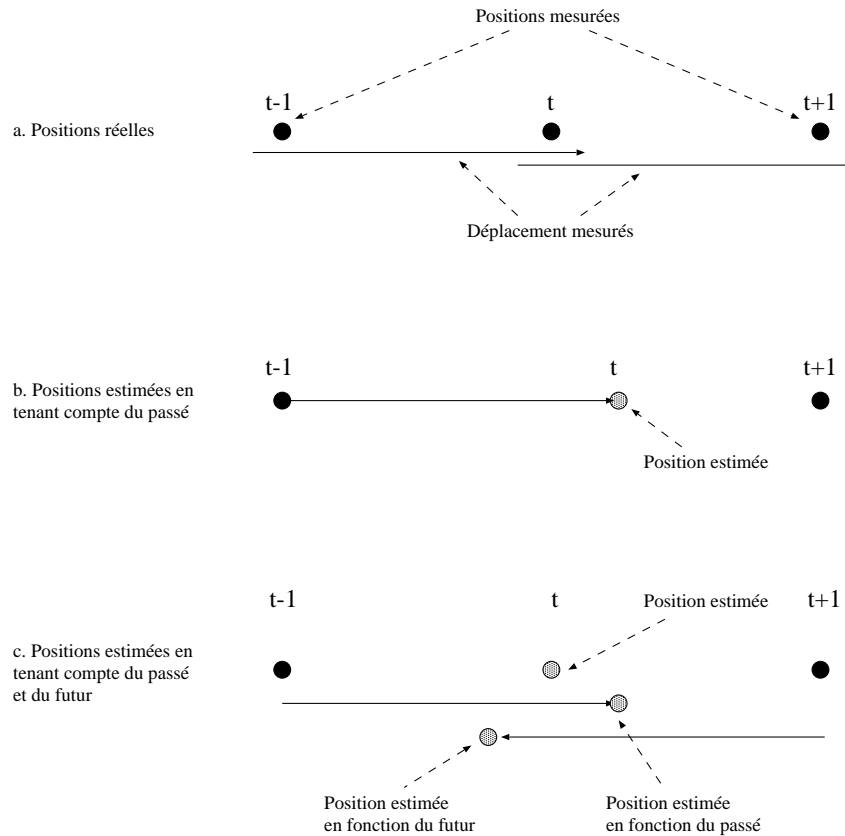 Positions mesurées
t-1 t t+1
a. Positions réelles
Déplacement mesurés
t-1 t t+1
b. Positions estimées en
tenant compte du passé
Position estimée
t-1 t Position estimée t+1
c. Positions estimées en
tenant compte du passé
et du futur
Position estimée
en fonction du futur
Position estimée
en fonction du passé